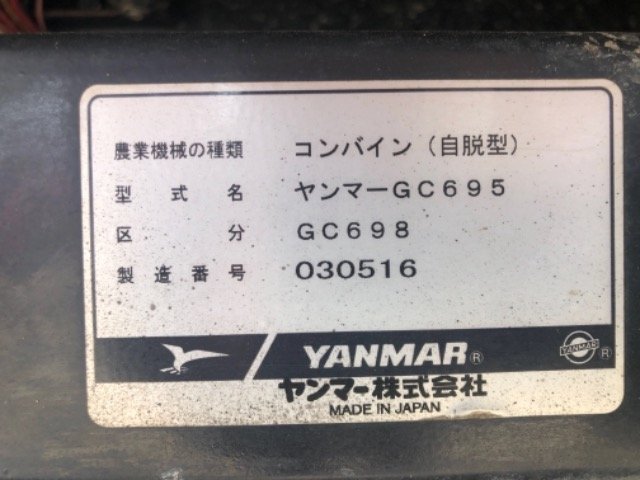 農業機械の種類 コンバイン（自脱型）
型式名 ヤンマーGC695
区分 GC698
製造番号 030516
YANMAR®
YANMAR ®
ヤンマー株式会社
MADE IN JAPAN